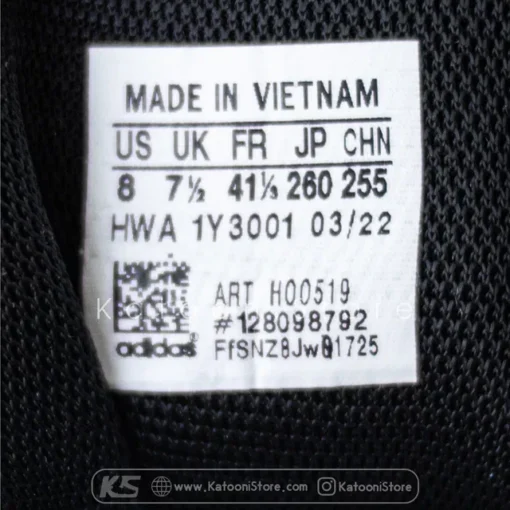 MADE IN VIETNAM
US UK FR JP CHN
8 7½ 41⅓ 260 255
HWA 1Y3001 03/22
ART H00519
#128098792
adidas FfSNZ8Jw01725
KS www.KatooniStore.com KatooniStore